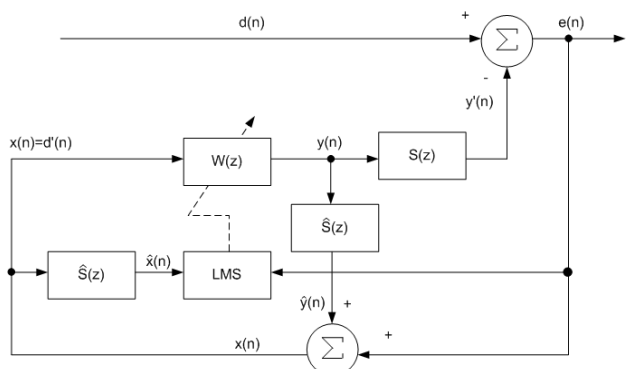 d(n)
+
Σ
e(n)
-
y'(n)
x(n)=d'(n)
W(z)
y(n)
S(z)
Ŝ(z)
Ŝ(z)
x̂(n)
LMS
ŷ(n)
+
x(n)
Σ
+